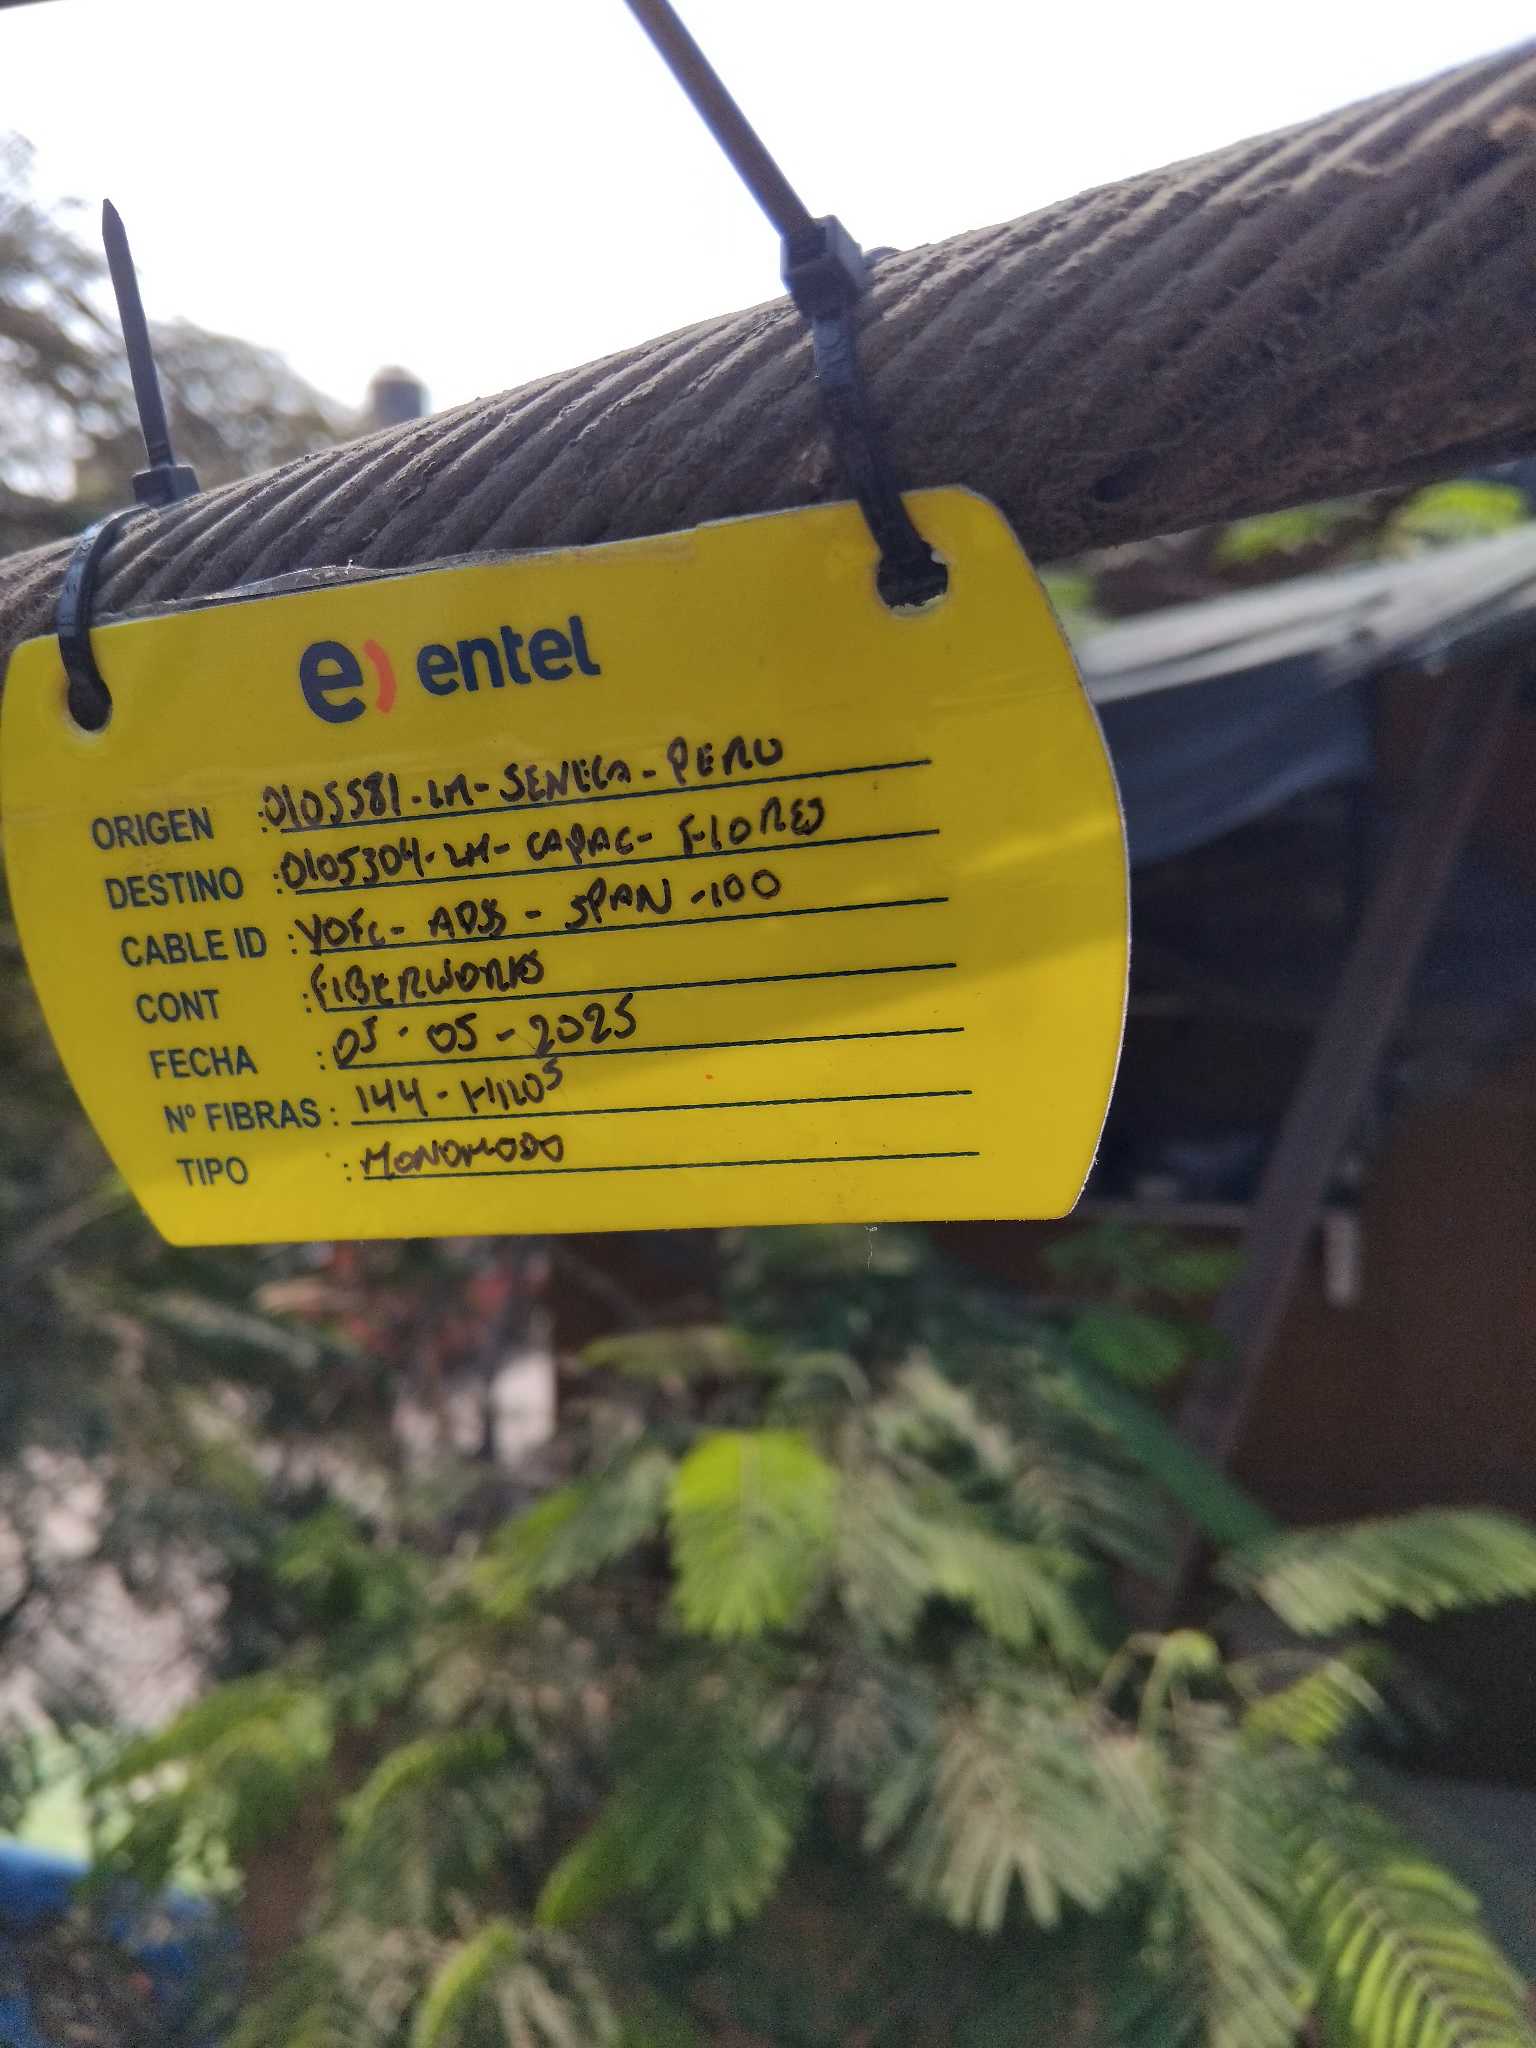 e) entel
ORIGEN : 0105581-LM-SENECA-PERU
DESTINO : 0105304-LM-CAPAC-FLORES
CABLE ID : YOFC-ADSS-SPAN-100
CONT : FIBERWORKS
FECHA : 05-05-2025
Nº FIBRAS : 144-HILOS
TIPO : MONOMODO